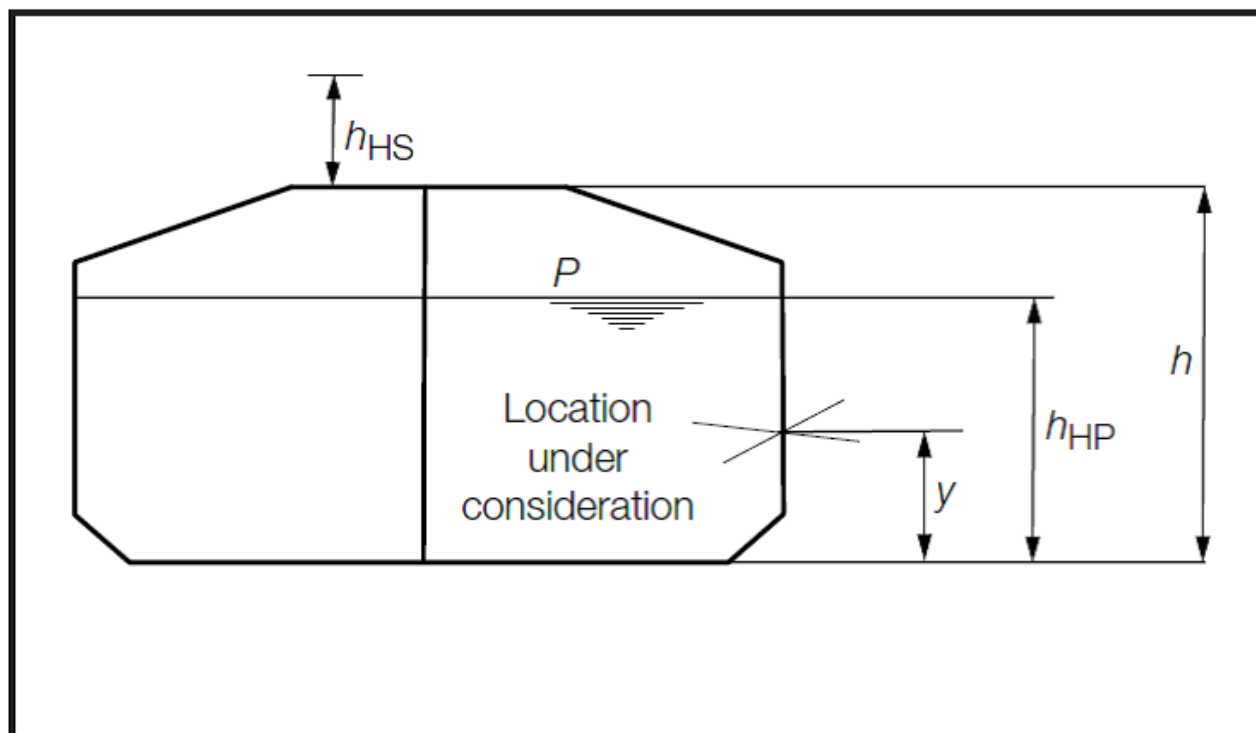 hHS
P
h
hHP
Location
under
consideration
y